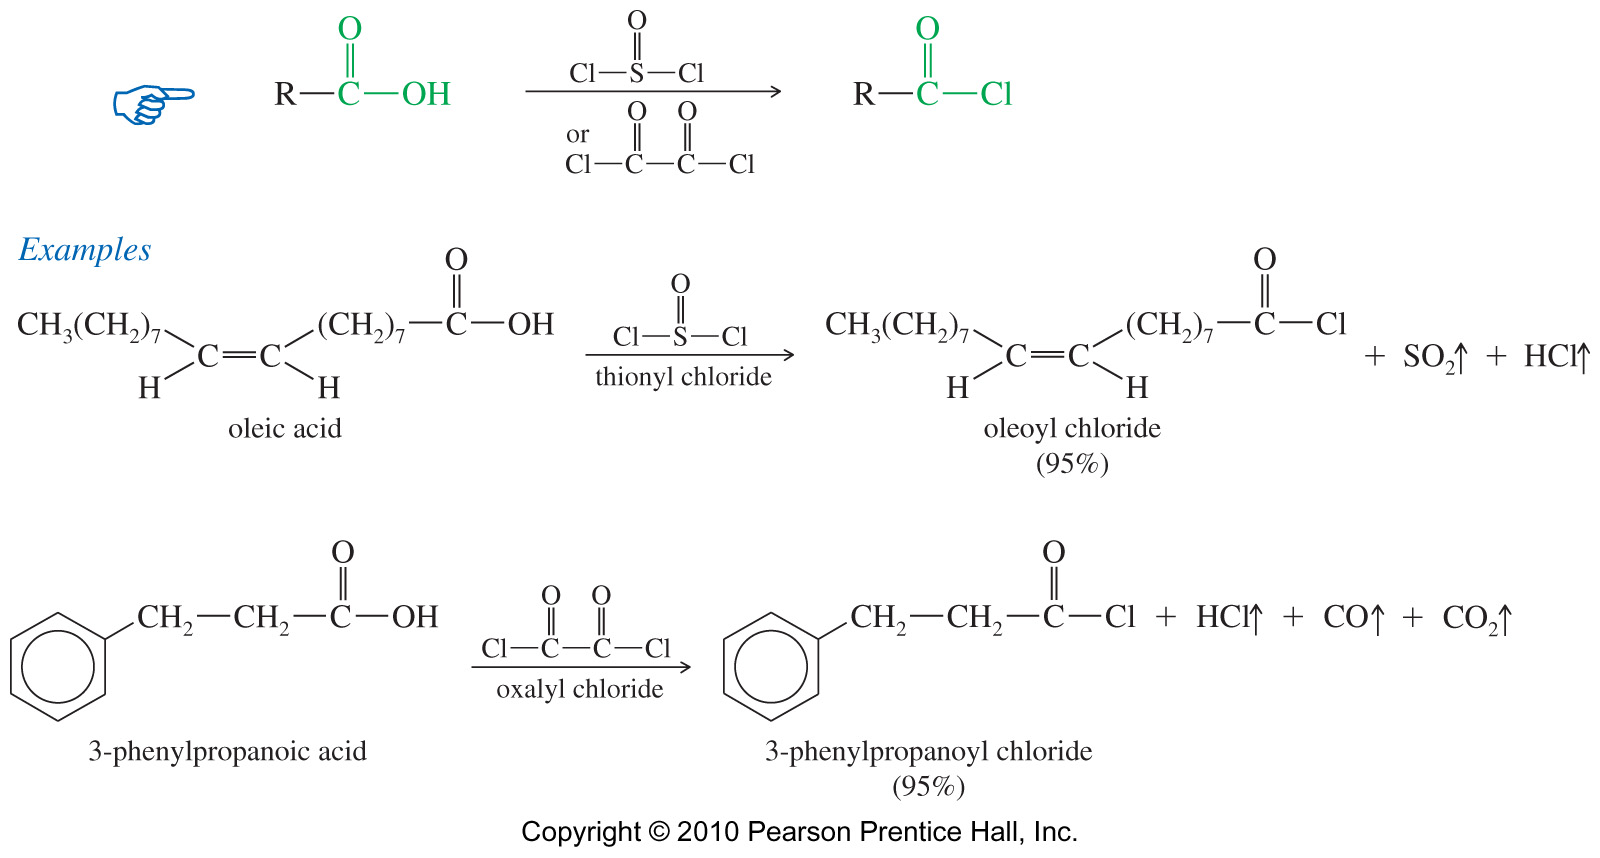 O O O
Cl—S—Cl
R—C—OH R—C—Cl
O O
or
Cl—C—C—Cl
Examples
O O
O
CH₃(CH₂)₇ (CH₂)₇—C—OH Cl—S—Cl CH₃(CH₂)₇ (CH₂)₇—C—Cl
C=C C=C + SO₂↑ + HCl↑
thionyl chloride
H H H H
oleic acid oleoyl chloride
(95%)
O O
O O
CH₂—CH₂—C—OH CH₂—CH₂—C—Cl + HCl↑ + CO↑ + CO₂↑
Cl—C—C—Cl
oxalyl chloride
3-phenylpropanoic acid 3-phenylpropanoyl chloride
(95%)
Copyright © 2010 Pearson Prentice Hall, Inc.